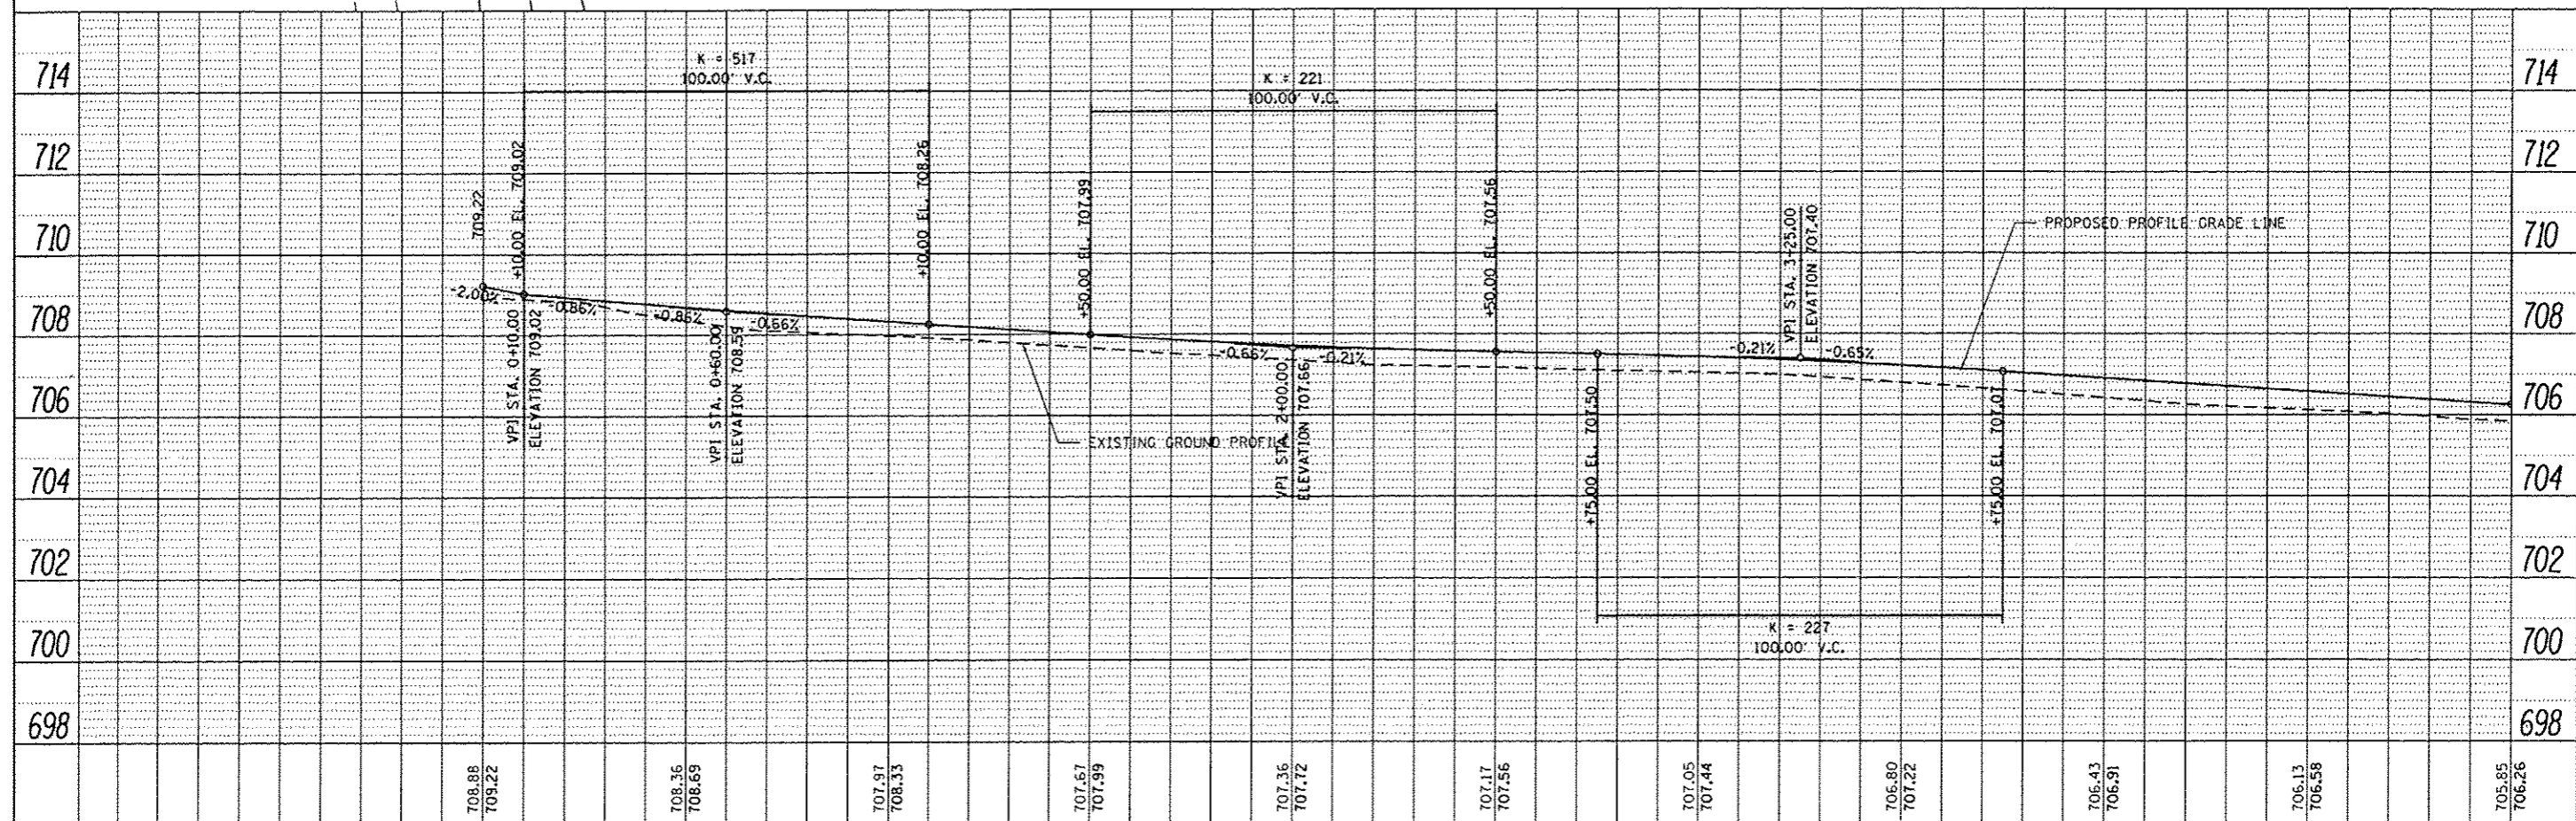 K = 517
100.00' V.C.
K = 221
100.00' V.C.
714
714
712
712
710
710
708
708
706
706
704
704
702
702
700
700
698
698
709.22
+10.00 EL. 709.02
+10.00 EL. 708.26
+50.00 EL. 707.99
+50.00 EL. 707.56
VPI STA. 3+25.00
ELEVATION 707.40
PROPOSED PROFILE GRADE LINE
-2.00%
-0.86%
-0.86%
-0.66%
-0.66%
-0.21%
-0.21%
-0.65%
VPI STA. 0+10.00
ELEVATION 709.02
VPI STA. 0+60.00
ELEVATION 708.59
EXISTING GROUND PROFILE
VPI STA. 2+00.00
ELEVATION 707.66
+75.00 EL. 707.50
+75.00 EL. 707.07
K = 227
100.00' V.C.
708.88
709.22
708.36
708.69
707.97
708.33
707.67
707.99
707.36
707.72
707.17
707.56
707.05
707.44
706.80
707.22
706.43
706.91
706.13
706.58
705.85
706.26